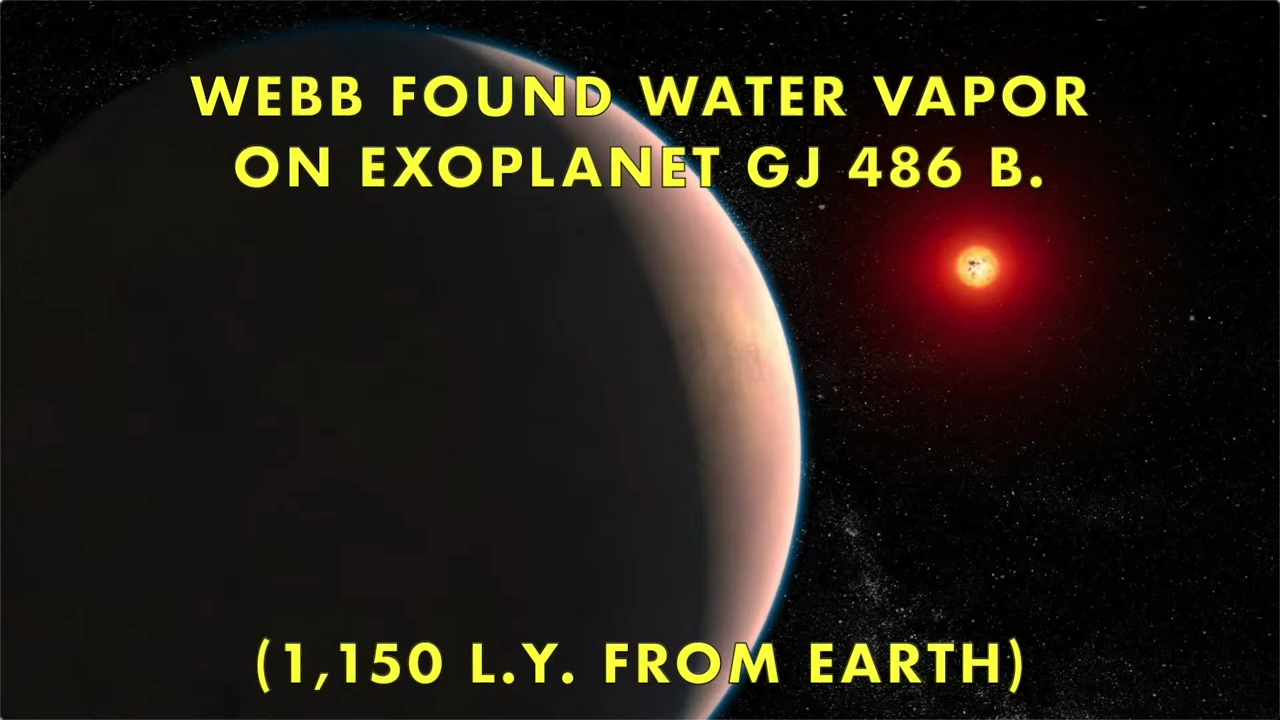 WEBB FOUND WATER VAPOR
ON EXOPLANET GJ 486 B.
(1,150 L.Y. FROM EARTH)